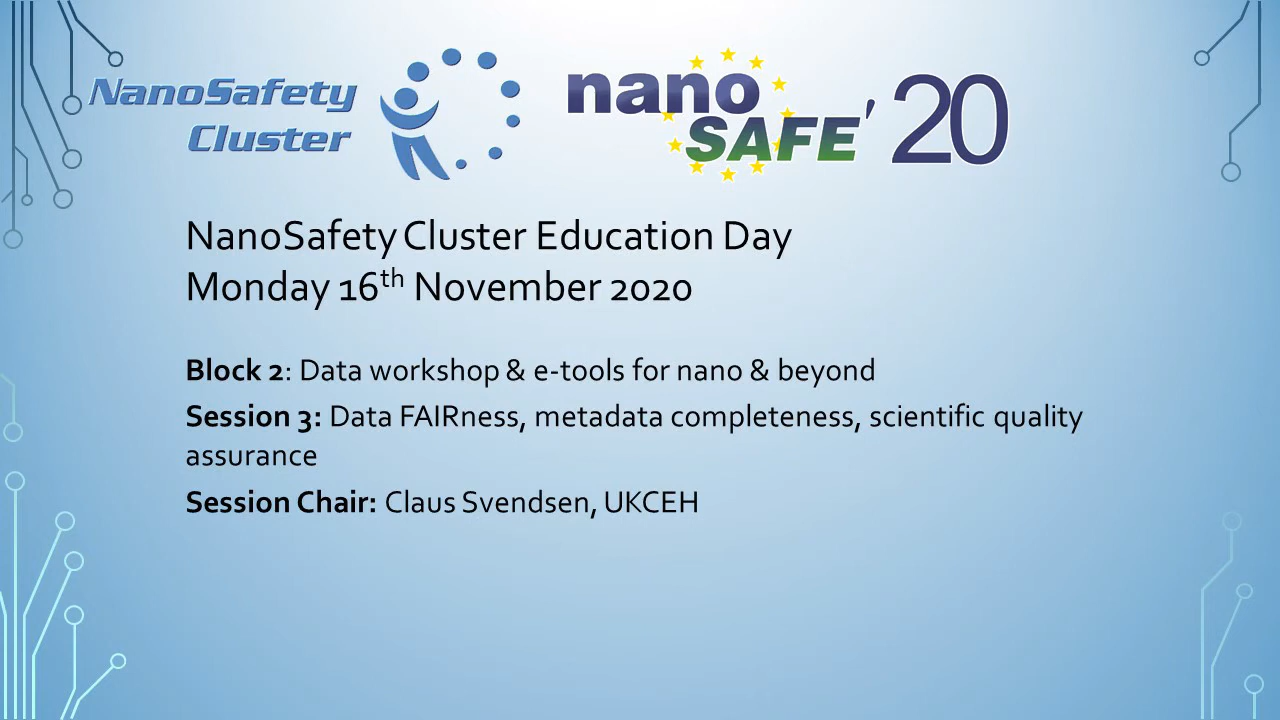 NanoSafety
Cluster
nano
SAFE'20
NanoSafety Cluster Education Day
Monday 16th November 2020
Block 2: Data workshop & e-tools for nano & beyond
Session 3: Data FAIRness, metadata completeness, scientific quality
assurance
Session Chair: Claus Svendsen, UKCEH